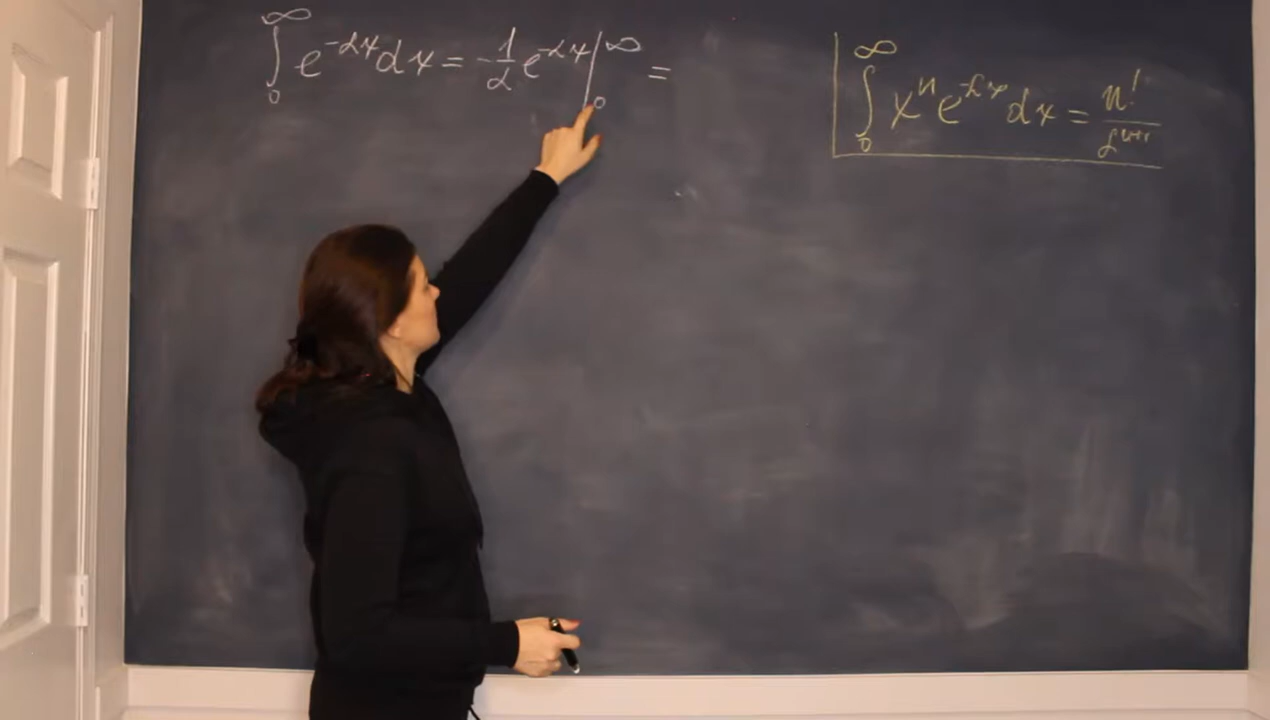 ∫₀^∞ e^{-αx} dx = -1/α e^{-αx} |₀^∞ =
∫₀^∞ xⁿ e^{-αx} dx = n!/α^{n+1}